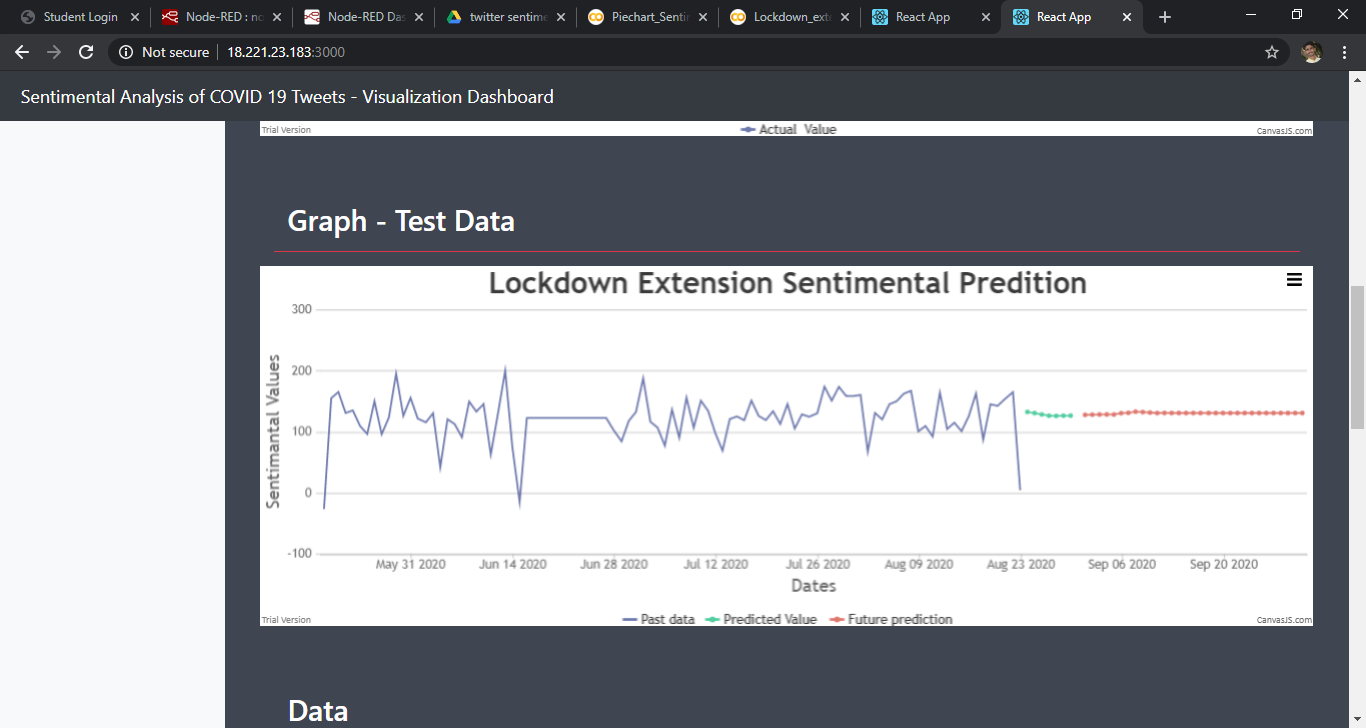 Student Login
Node-RED : no
Node-RED Das
twitter sentime
Piechart_Senti
Lockdown_exte
React App
React App
Not secure
18.221.23.183:3000
Sentimental Analysis of COVID 19 Tweets - Visualization Dashboard
Trial Version
Actual Value
CanvasJS.com
Graph - Test Data
Lockdown Extension Sentimental Predition
Sentimantal Values
300
200
100
0
-100
May 31 2020
Jun 14 2020
Jun 28 2020
Jul 12 2020
Jul 26 2020
Aug 09 2020
Aug 23 2020
Sep 06 2020
Sep 20 2020
Dates
Trial Version
Past data
Predicted Value
Future prediction
CanvasJS.com
Data